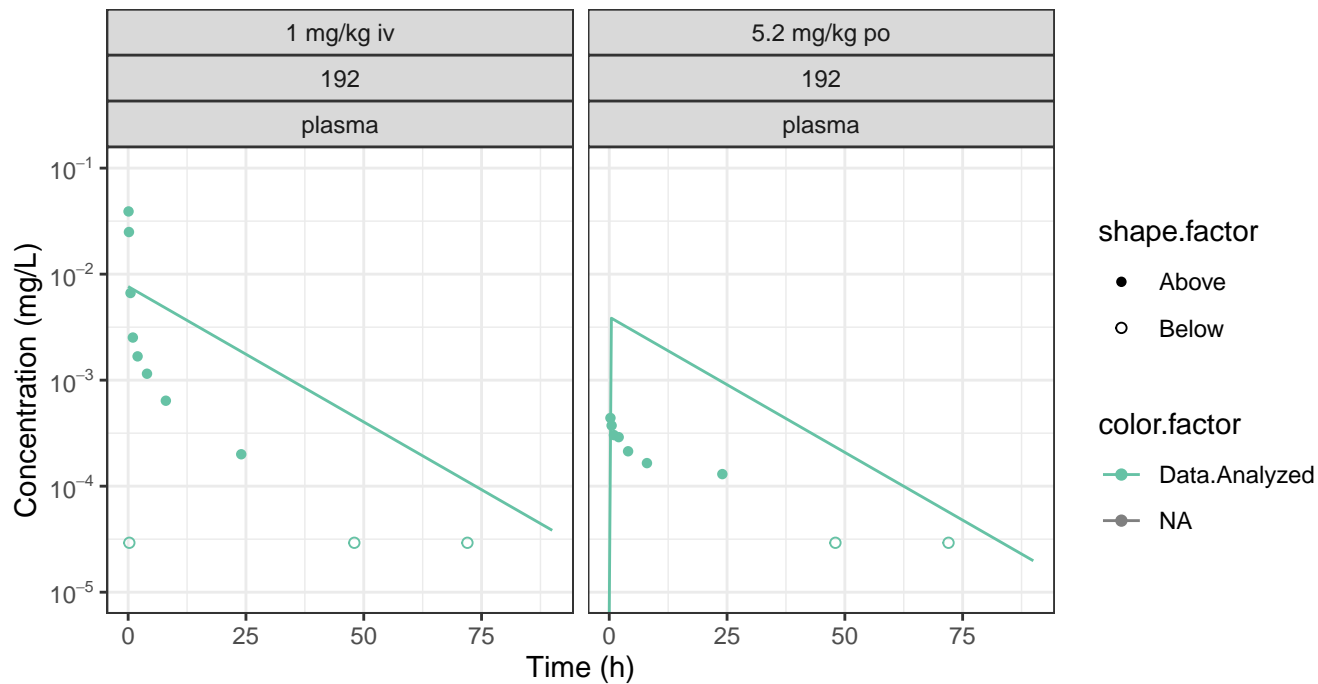 1 mg/kg iv
5.2 mg/kg po
192
192
plasma
plasma
Concentration (mg/L)
10⁻¹
10⁻²
10⁻³
10⁻⁴
10⁻⁵
0
25
50
75
0
25
50
75
Time (h)
shape.factor
Above
Below
color.factor
Data.Analyzed
NA